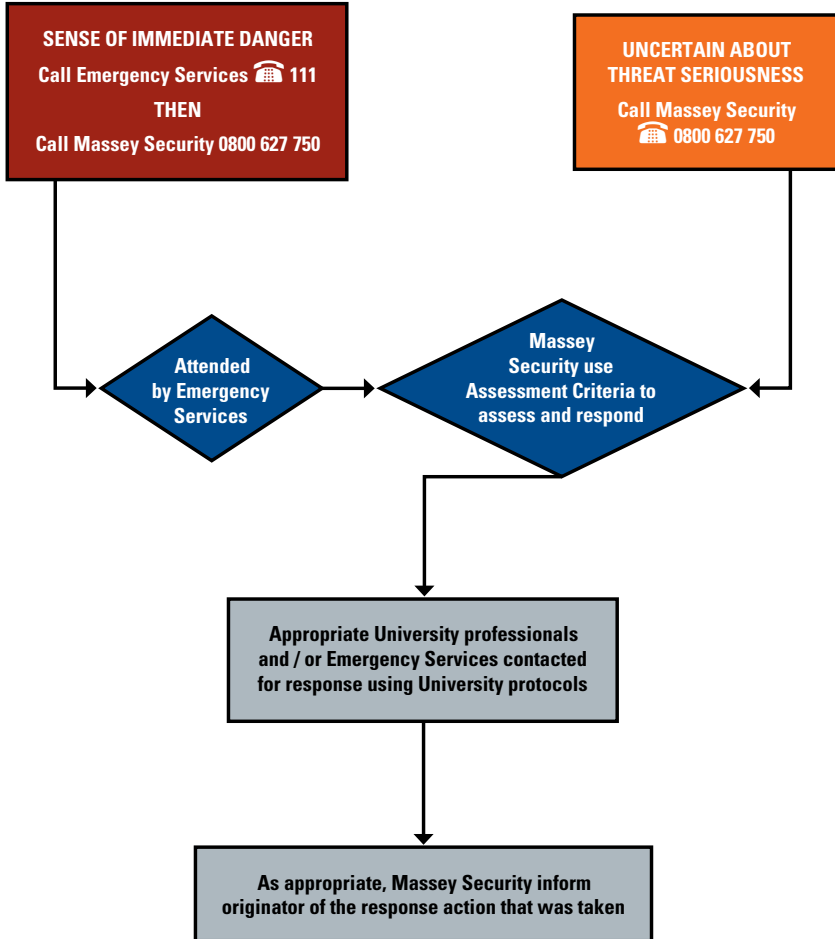 SENSE OF IMMEDIATE DANGER
Call Emergency Services ☎ 111
THEN
Call Massey Security 0800 627 750
UNCERTAIN ABOUT
THREAT SERIOUSNESS
Call Massey Security
☎ 0800 627 750
Attended
by Emergency
Services
Massey
Security use
Assessment Criteria to
assess and respond
Appropriate University professionals
and / or Emergency Services contacted
for response using University protocols
As appropriate, Massey Security inform
originator of the response action that was taken